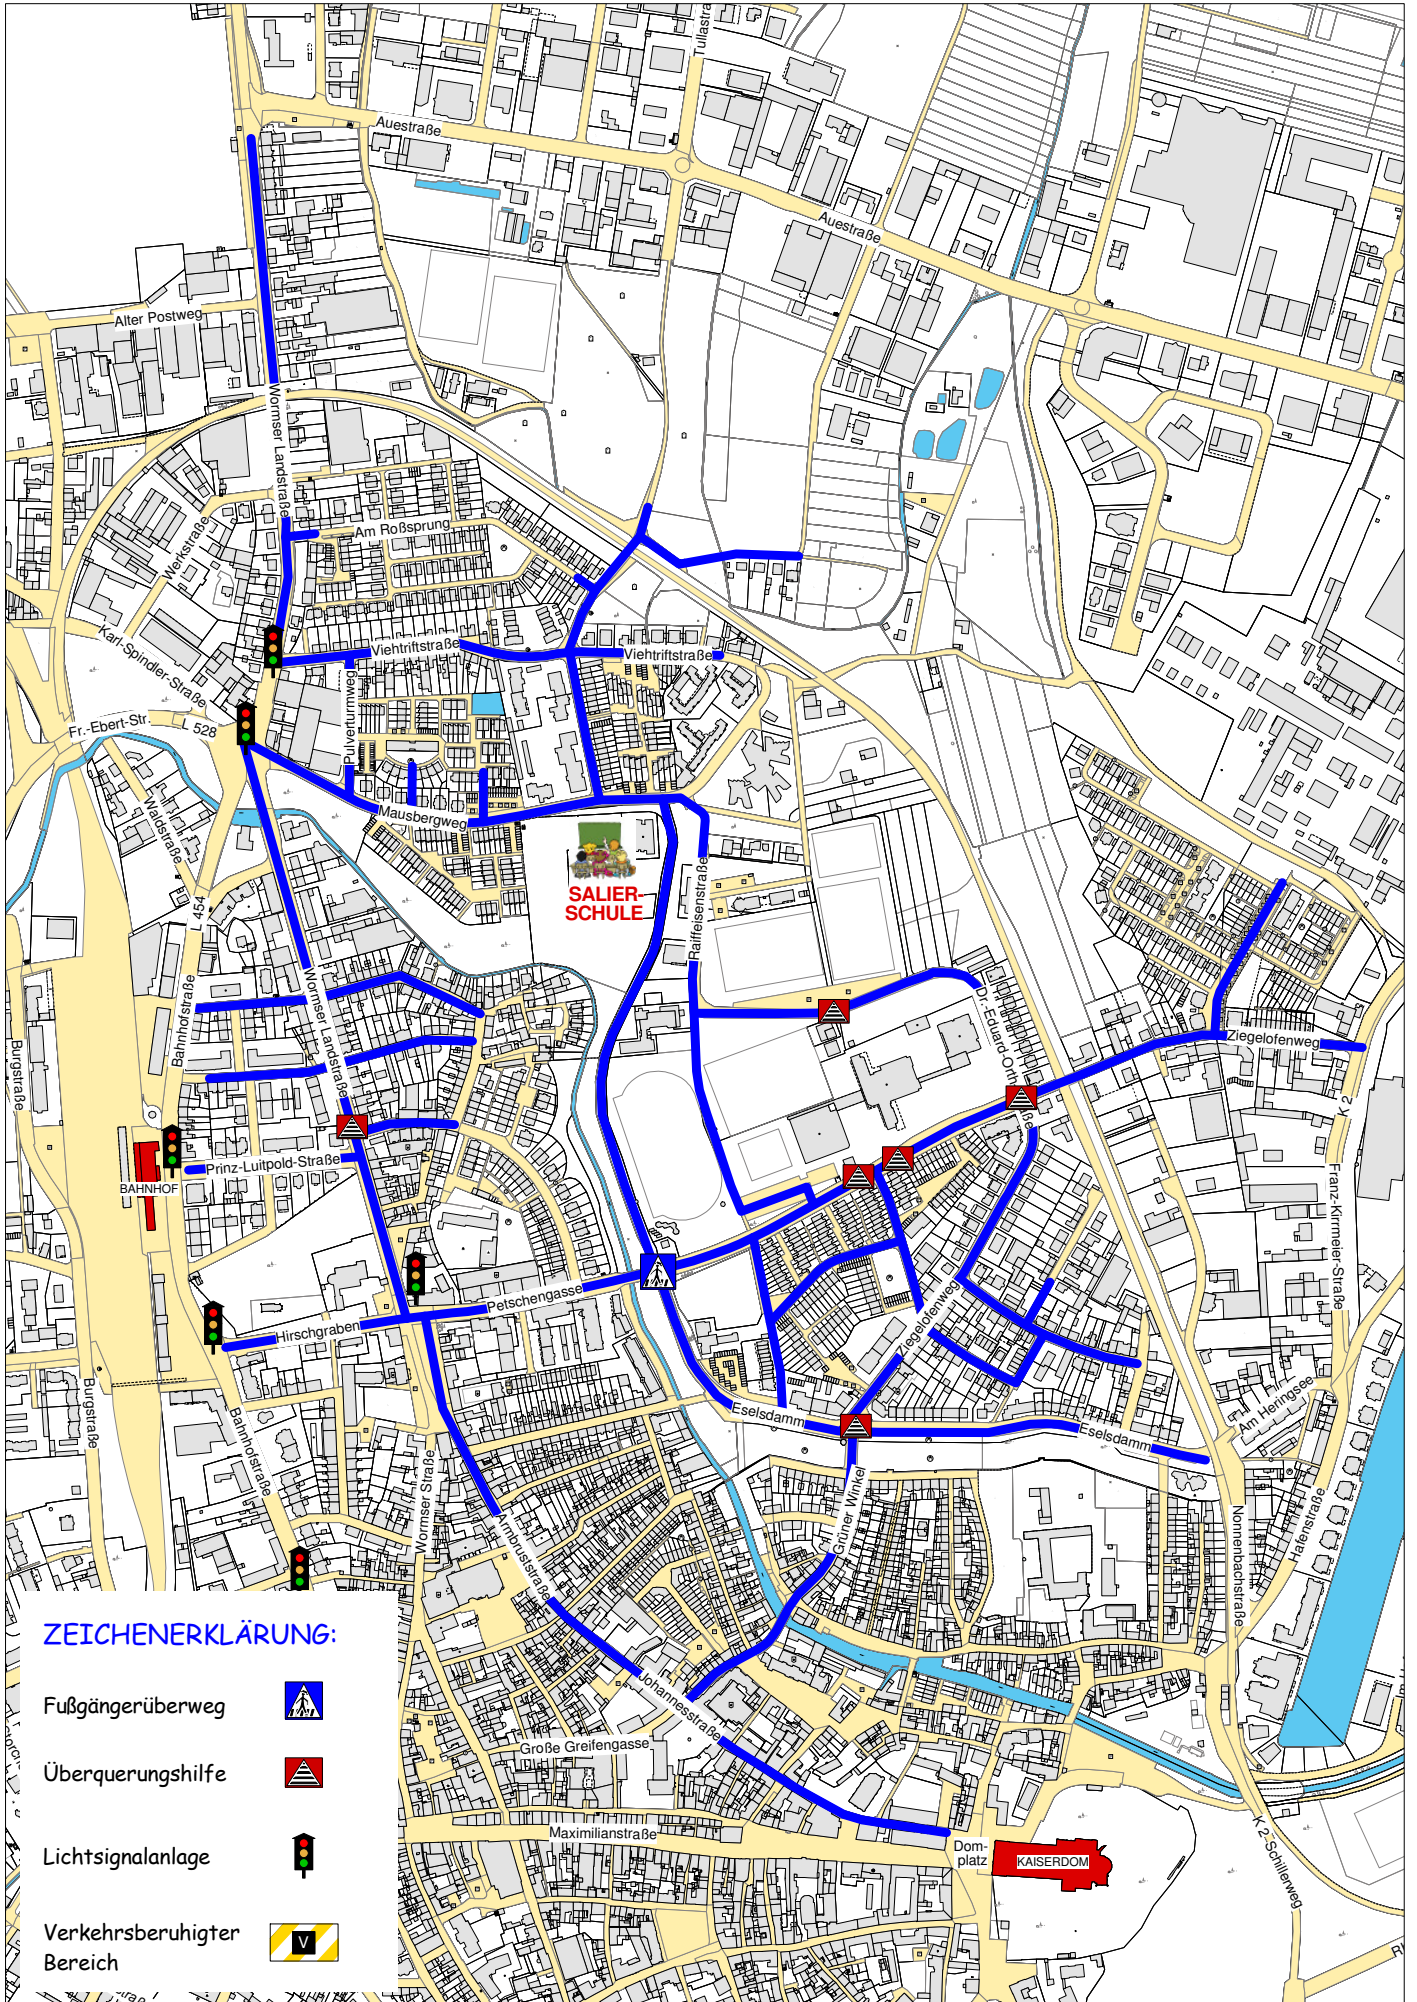 Tullastra
Auestraße
Auestraße
Alter Postweg
Wormser Landstraße
Am Roßsprung
Werkstraße
Karl-Spindler-Straße
Viehtriftstraße
Viehtriftstraße
Fr.-Ebert-Str.
L 528
Pulverturmweg
Mausbergweg
Waldstraße
SALIER-
SCHULE
Raiffeisenstraße
L 454
Bahnhofstraße
Wormser Landstraße
Burgstraße
Dr.-Eduard-Orth-
ße
Ziegelofenweg
K 2
BAHNHOF
Prinz-Luitpold-Straße
Franz-Kirrmeier-Straße
Petschengasse
Hirschgraben
Ziegelofenweg
Burgstraße
Bahnhofstraße
Eselsdamm
Eselsdamm
Am Heringsee
Wormser Straße
Armbruststraße
Grüner Winkel
Nonnenbachstraße
Hafenstraße
Johannesstraße
Große Greifengasse
Maximilianstraße
Dom-
platz
KAISERDOM
K 2
Schillerweg
ZEICHENERKLÄRUNG:
Fußgängerüberweg
Überquerungshilfe
Lichtsignalanlage
Verkehrsberuhigter
Bereich
V